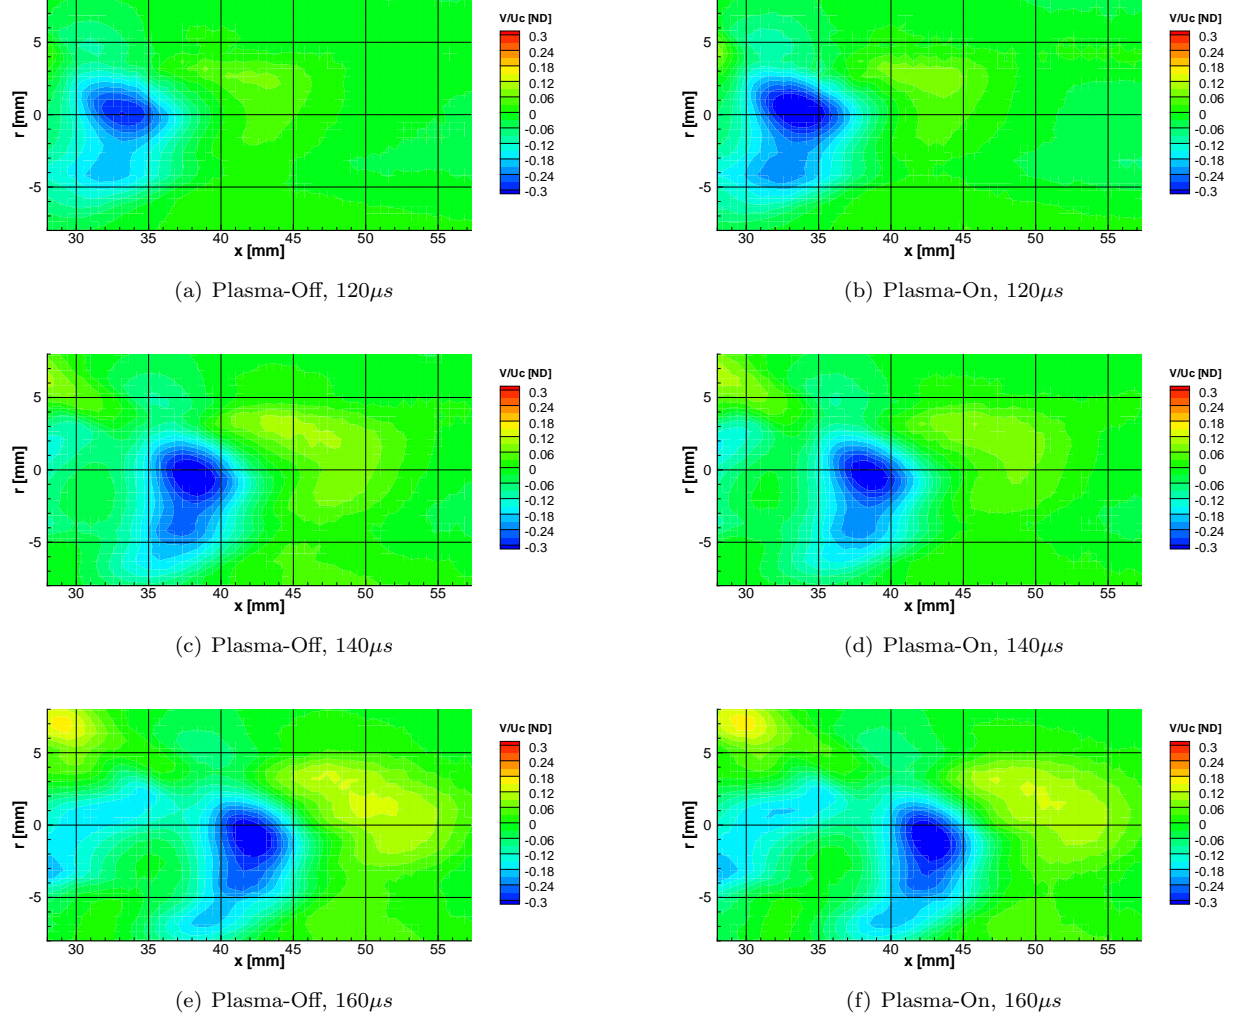 V/Uc [ND]
0.3
0.24
0.18
0.12
0.06
0
-0.06
-0.12
-0.18
-0.24
-0.3
r [mm]
5
0
-5
30 35 40 45 50 55
x [mm]
(a) Plasma-Off, 120μs
V/Uc [ND]
0.3
0.24
0.18
0.12
0.06
0
-0.06
-0.12
-0.18
-0.24
-0.3
r [mm]
5
0
-5
30 35 40 45 50 55
x [mm]
(b) Plasma-On, 120μs
V/Uc [ND]
0.3
0.24
0.18
0.12
0.06
0
-0.06
-0.12
-0.18
-0.24
-0.3
r [mm]
5
0
-5
30 35 40 45 50 55
x [mm]
(c) Plasma-Off, 140μs
V/Uc [ND]
0.3
0.24
0.18
0.12
0.06
0
-0.06
-0.12
-0.18
-0.24
-0.3
r [mm]
5
0
-5
30 35 40 45 50 55
x [mm]
(d) Plasma-On, 140μs
V/Uc [ND]
0.3
0.24
0.18
0.12
0.06
0
-0.06
-0.12
-0.18
-0.24
-0.3
r [mm]
5
0
-5
30 35 40 45 50 55
x [mm]
(e) Plasma-Off, 160μs
V/Uc [ND]
0.3
0.24
0.18
0.12
0.06
0
-0.06
-0.12
-0.18
-0.24
-0.3
r [mm]
5
0
-5
30 35 40 45 50 55
x [mm]
(f) Plasma-On, 160μs